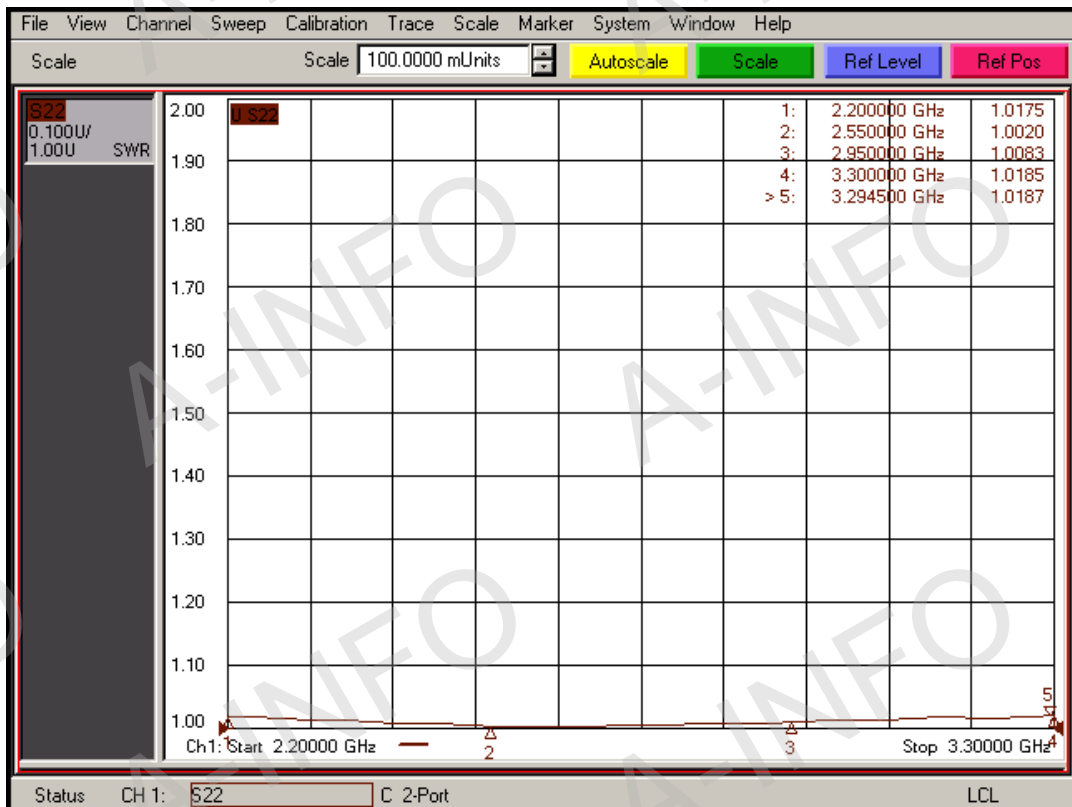 File View Channel Sweep Calibration Trace Scale Marker System Window Help
Scale Scale 100.0000 mUnits Autoscale Scale Ref Level Ref Pos
S22
0.100U/
1.00U SWR
U S22
1: 2.200000 GHz 1.0175
2: 2.550000 GHz 1.0020
3: 2.950000 GHz 1.0083
4: 3.300000 GHz 1.0185
> 5: 3.294500 GHz 1.0187
2.00
1.90
1.80
1.70
1.60
1.50
1.40
1.30
1.20
1.10
1.00
1
2
3
4
5
Ch1: Start 2.20000 GHz
Stop 3.30000 GHz
Status CH 1: S22 C 2-Port LCL
A-INFO
A-INFO
A-INFO
A-INFO